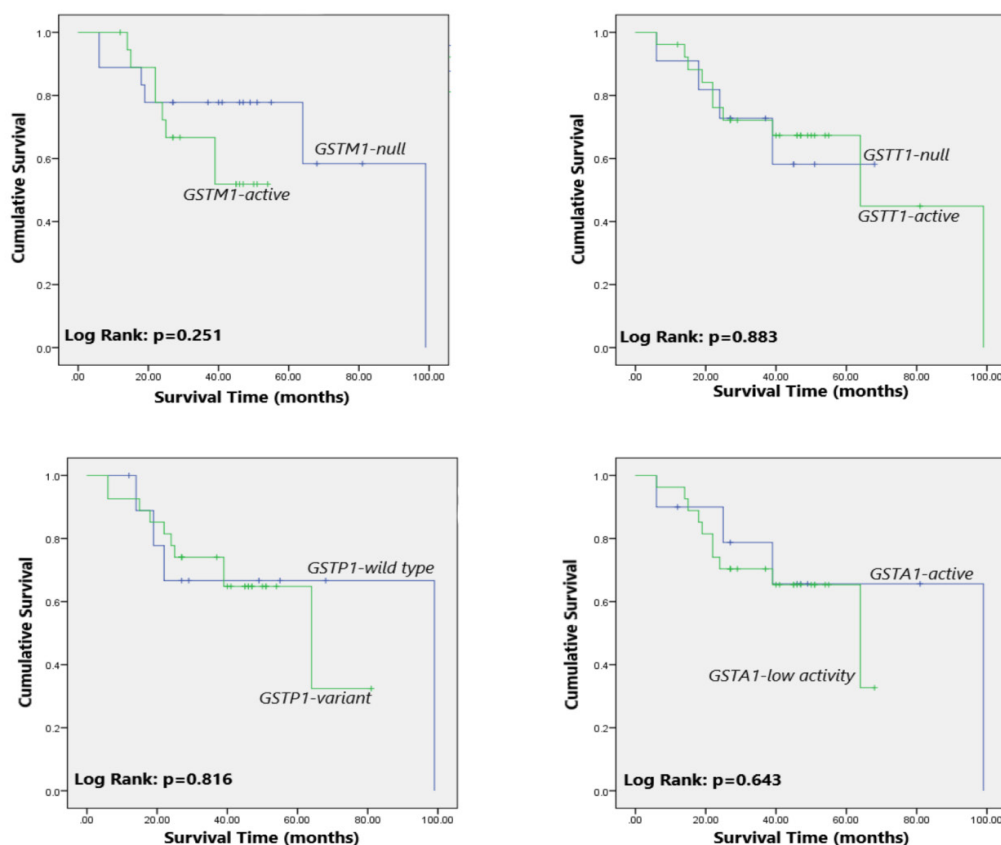 Cumulative Survival
1.0
0.8
0.6
0.4
0.2
0.0
GSTM1-null
GSTM1-active
Log Rank: p=0.251
.00 20.00 40.00 60.00 80.00 100.00
Survival Time (months)
Cumulative Survival
1.0
0.8
0.6
0.4
0.2
0.0
GSTT1-null
GSTT1-active
Log Rank: p=0.883
.00 20.00 40.00 60.00 80.00 100.00
Survival Time (months)
Cumulative Survival
1.0
0.8
0.6
0.4
0.2
0.0
GSTP1-wild type
GSTP1-variant
Log Rank: p=0.816
.00 20.00 40.00 60.00 80.00 100.00
Survival Time (months)
Cumulative Survival
1.0
0.8
0.6
0.4
0.2
0.0
GSTA1-active
GSTA1-low activity
Log Rank: p=0.643
.00 20.00 40.00 60.00 80.00 100.00
Survival Time (months)